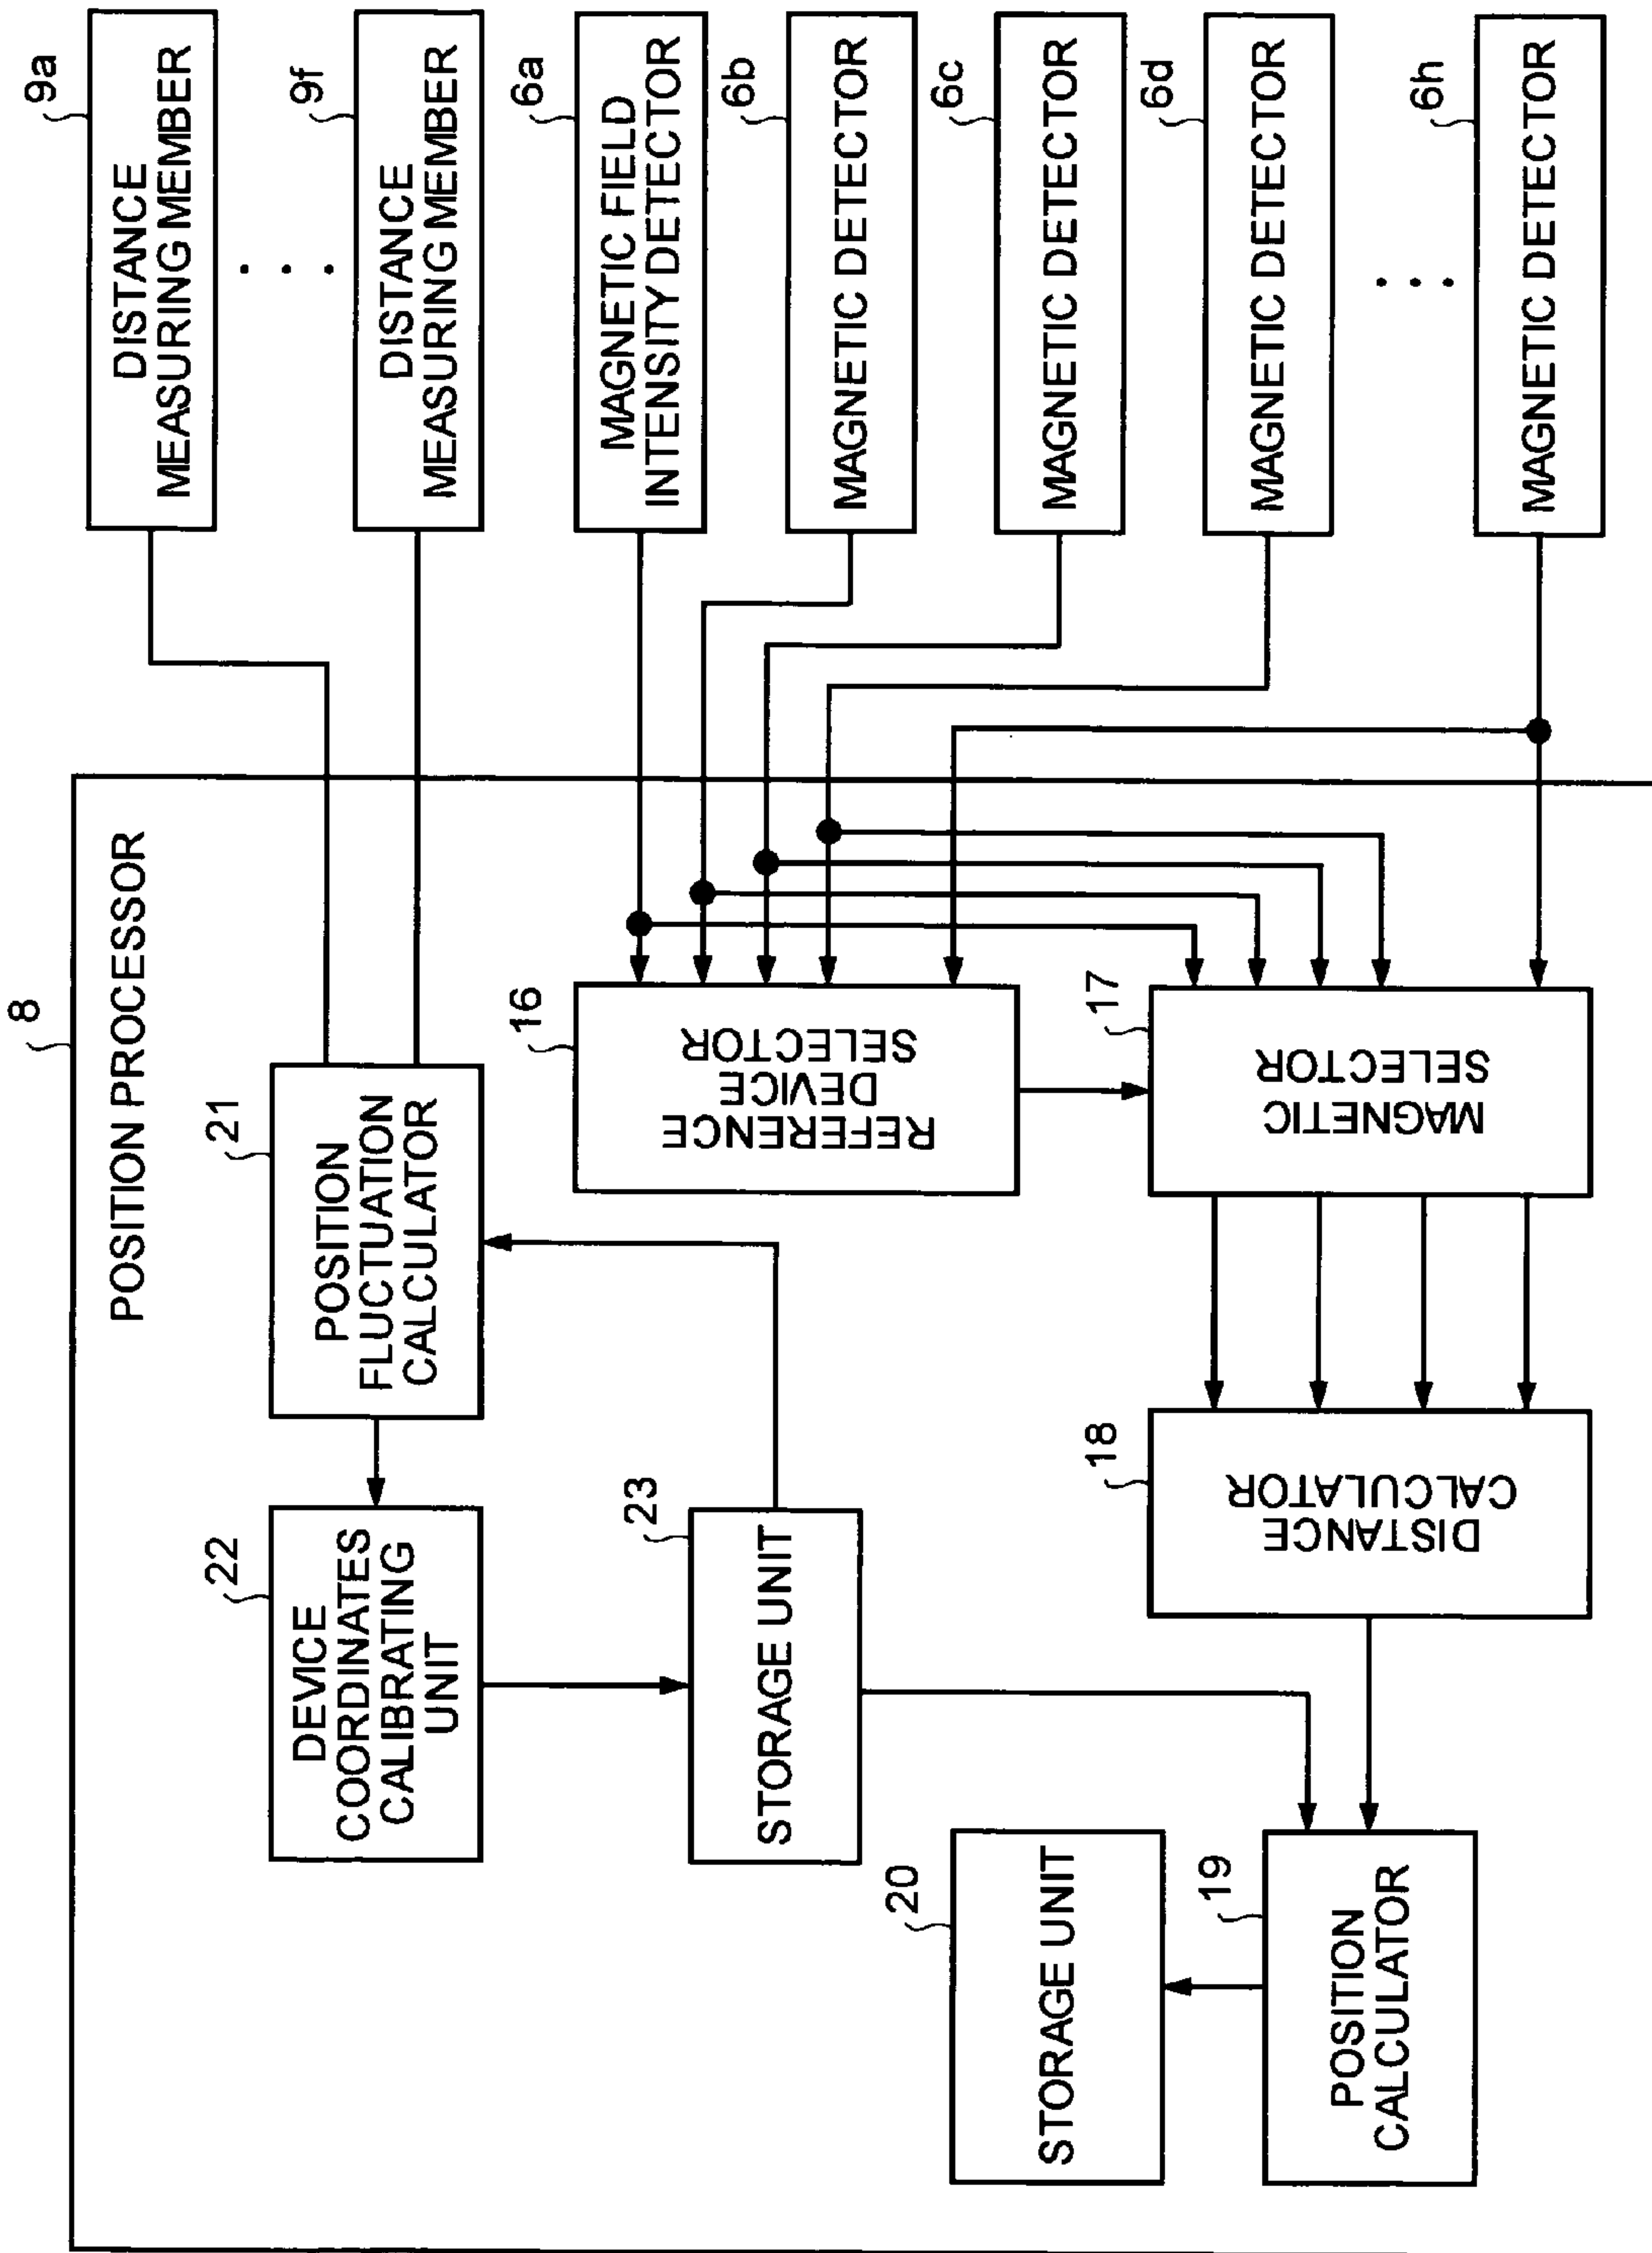 8
POSITION PROCESSOR
22
DEVICE
COORDINATES
CALIBRATING
UNIT
21
POSITION
FLUCTUATION
CALCULATOR
9a
DISTANCE
MEASURING MEMBER
. . .
9f
DISTANCE
MEASURING MEMBER
23
STORAGE UNIT
16
REFERENCE
DEVICE
SELECTOR
6a
MAGNETIC FIELD
INTENSITY DETECTOR
6b
MAGNETIC DETECTOR
20
STORAGE UNIT
6c
MAGNETIC DETECTOR
19
POSITION
CALCULATOR
18
DISTANCE
CALCULATOR
17
MAGNETIC
SELECTOR
6d
MAGNETIC DETECTOR
. . .
6h
MAGNETIC DETECTOR